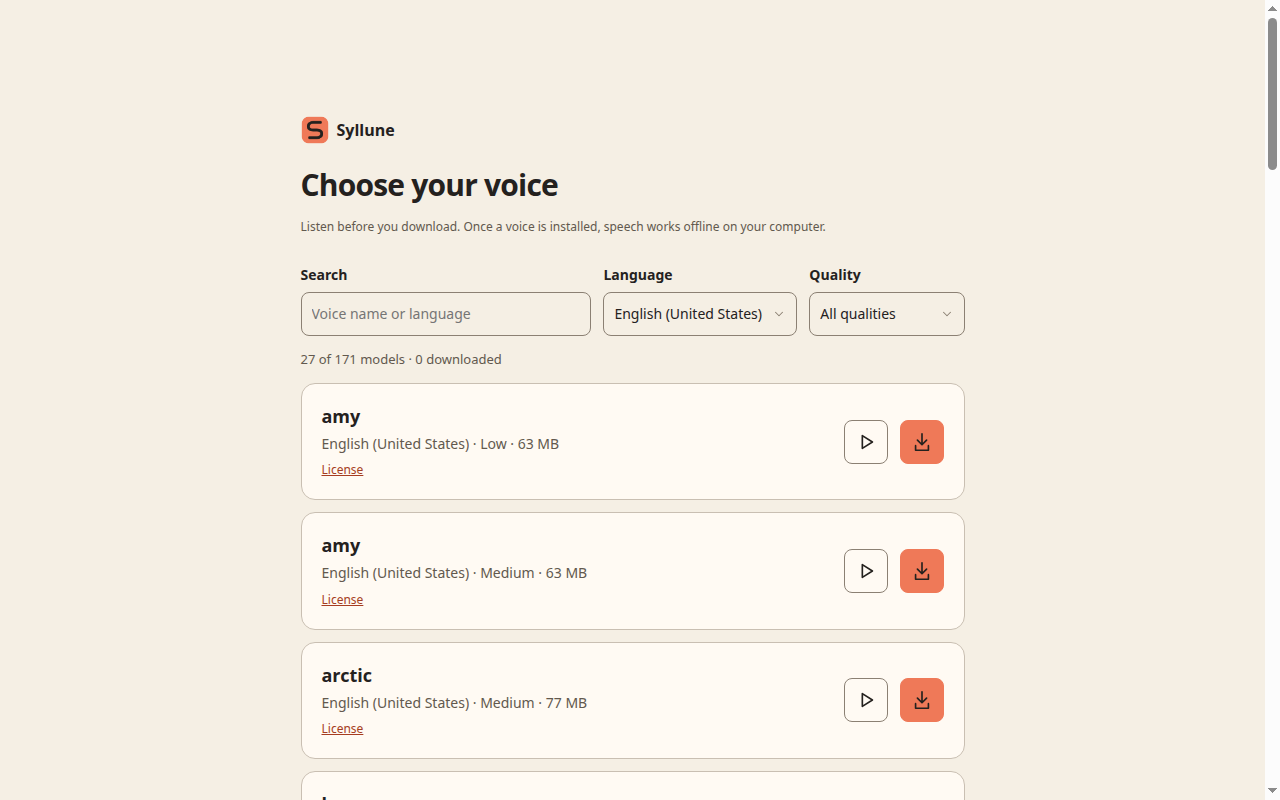 Syllune
Choose your voice
Listen before you download. Once a voice is installed, speech works offline on your computer.
Search
Language
Quality
Voice name or language
English (United States)
All qualities
27 of 171 models · 0 downloaded
amy
English (United States) · Low · 63 MB
License
amy
English (United States) · Medium · 63 MB
License
arctic
English (United States) · Medium · 77 MB
License